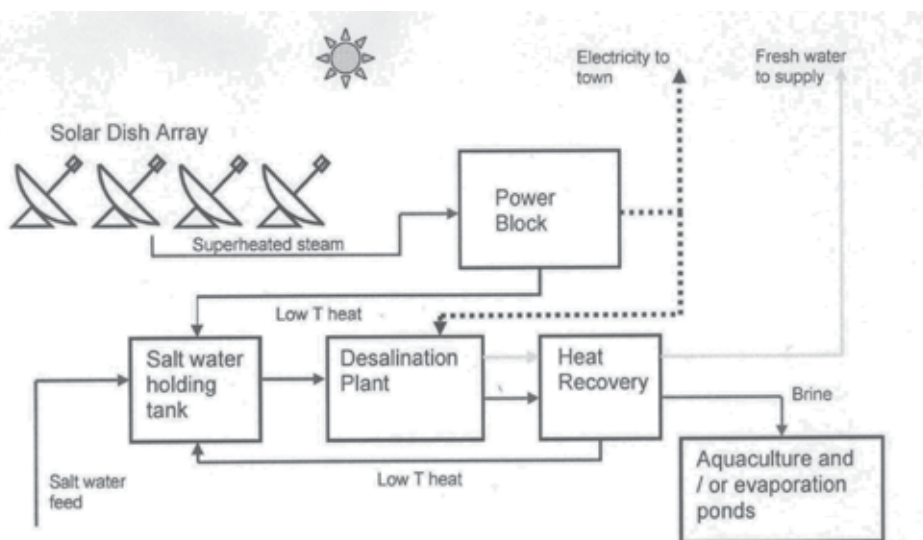 Electricity to
town
Fresh water
to supply
Solar Dish Array
Power
Block
Superheated steam
Low T heat
Salt water
holding
tank
Desalination
Plant
Heat
Recovery
Brine
Low T heat
Salt water
feed
Aquaculture and
/ or evaporation
ponds